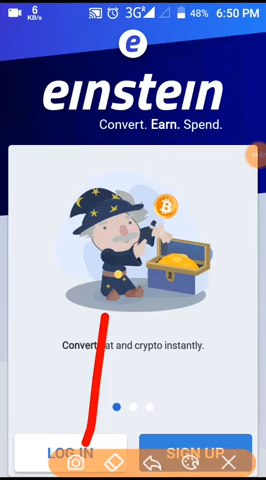 6
KB/s
3G
48%
6:50 PM
e
einstein
Convert. Earn. Spend.
Convert at and crypto instantly.
LOG IN
SIGN UP